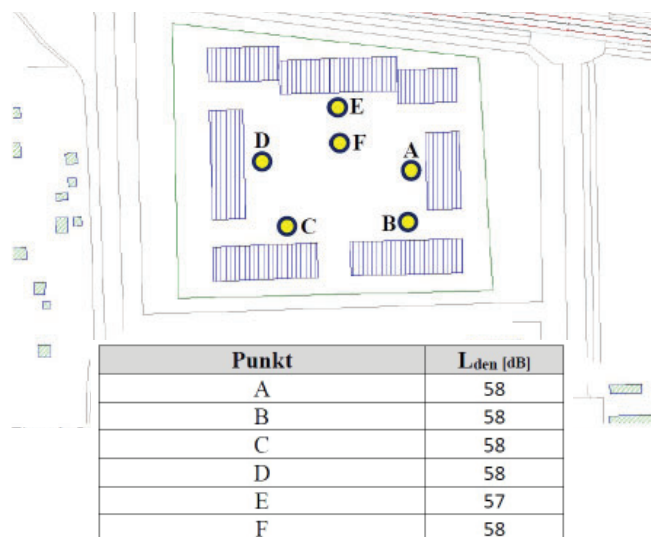 E
D
F
A
C
B
Punkt Lden [dB]
A 58
B 58
C 58
D 58
E 57
F 58